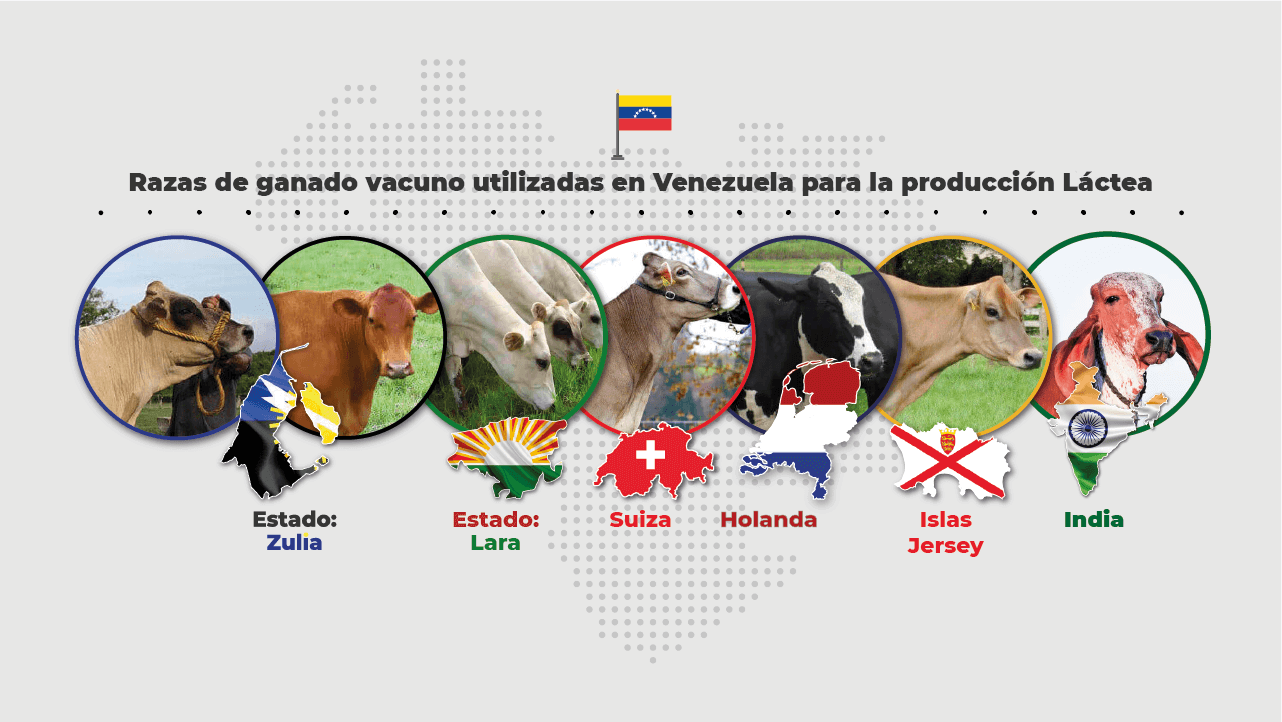 Razas de ganado vacuno utilizadas en Venezuela para la producción Láctea
Estado:
Zulia
Estado:
Lara
Suiza
Holanda
Islas
Jersey
India